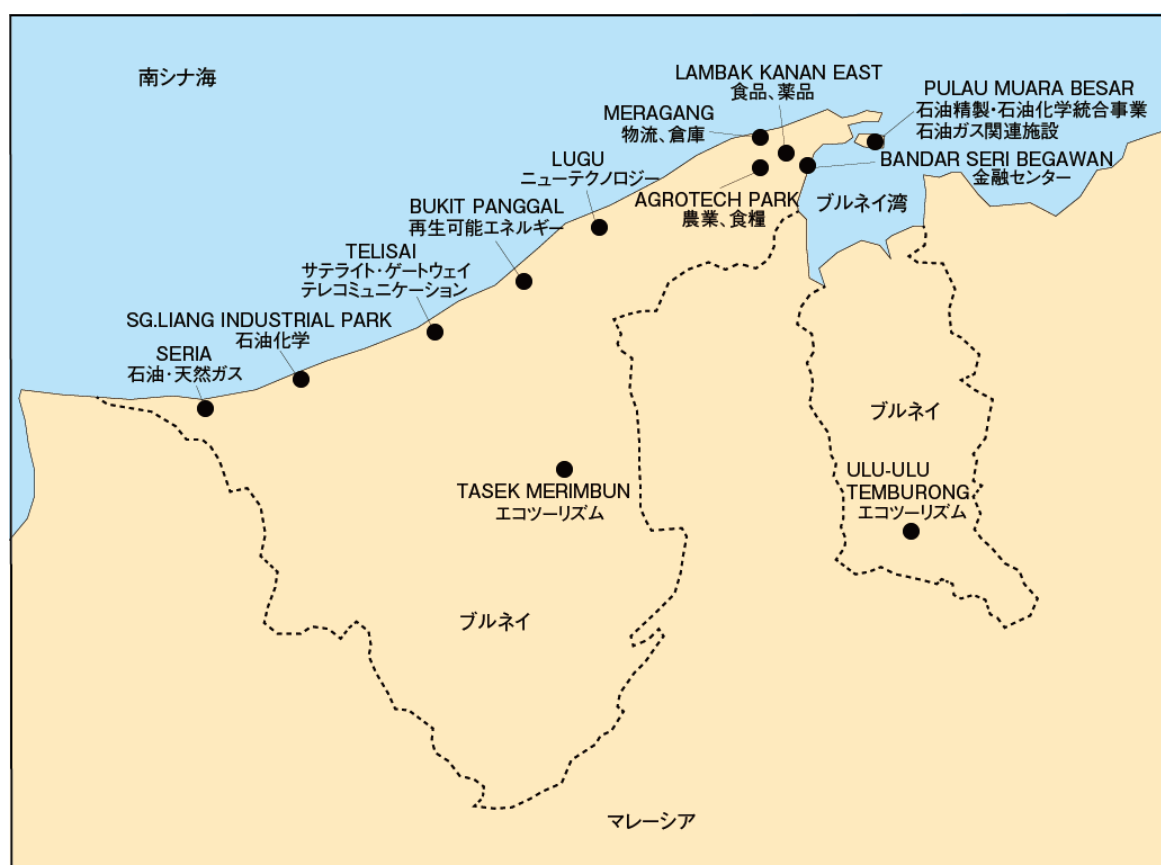 南シナ海
LAMBAK KANAN EAST
食品、薬品
PULAU MUARA BESAR
石油精製・石油化学統合事業
石油ガス関連施設
MERAGANG
物流、倉庫
LUGU
ニューテクノロジー
BANDAR SERI BEGAWAN
金融センター
AGROTECH PARK
農業、食糧
ブルネイ湾
BUKIT PANGGAL
再生可能エネルギー
TELISAI
サテライト・ゲートウェイ
テレコミュニケーション
SG.LIANG INDUSTRIAL PARK
石油化学
SERIA
石油・天然ガス
ブルネイ
TASEK MERIMBUN
エコツーリズム
ULU-ULU
TEMBURONG
エコツーリズム
ブルネイ
マレーシア